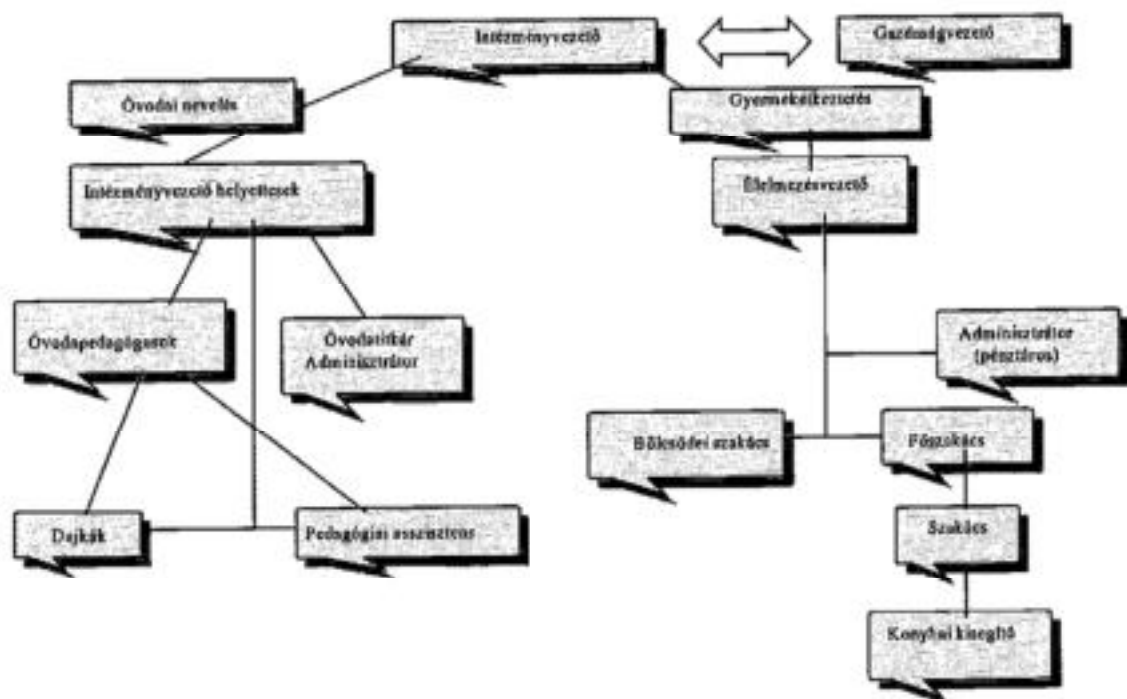 Intézményvezető
Gazdaságvezető
Óvodai nevelés
Gyermekétkeztetés
Intézményvezető helyettesek
Élelmezésvezető
Óvodapedagógusok
Óvodatitkár
Adminisztrátor
Adminisztrátor
(pénztáros)
Bölcsődei szakács
Főszakács
Dajkák
Pedagógiai asszisztens
Szakács
Konyhai kisegítő